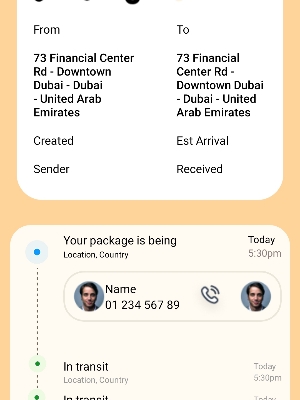 From
To
73 Financial Center
Rd - Downtown
Dubai - Dubai
- United Arab
Emirates
73 Financial
Center Rd -
Downtown Dubai
- Dubai - United
Arab Emirates
Created
Est Arrival
Sender
Received
Your package is being
Today
Location, Country
5:30pm
Name
01 234 567 89
In transit
Today
Location, Country
5:30pm
In transit
Today